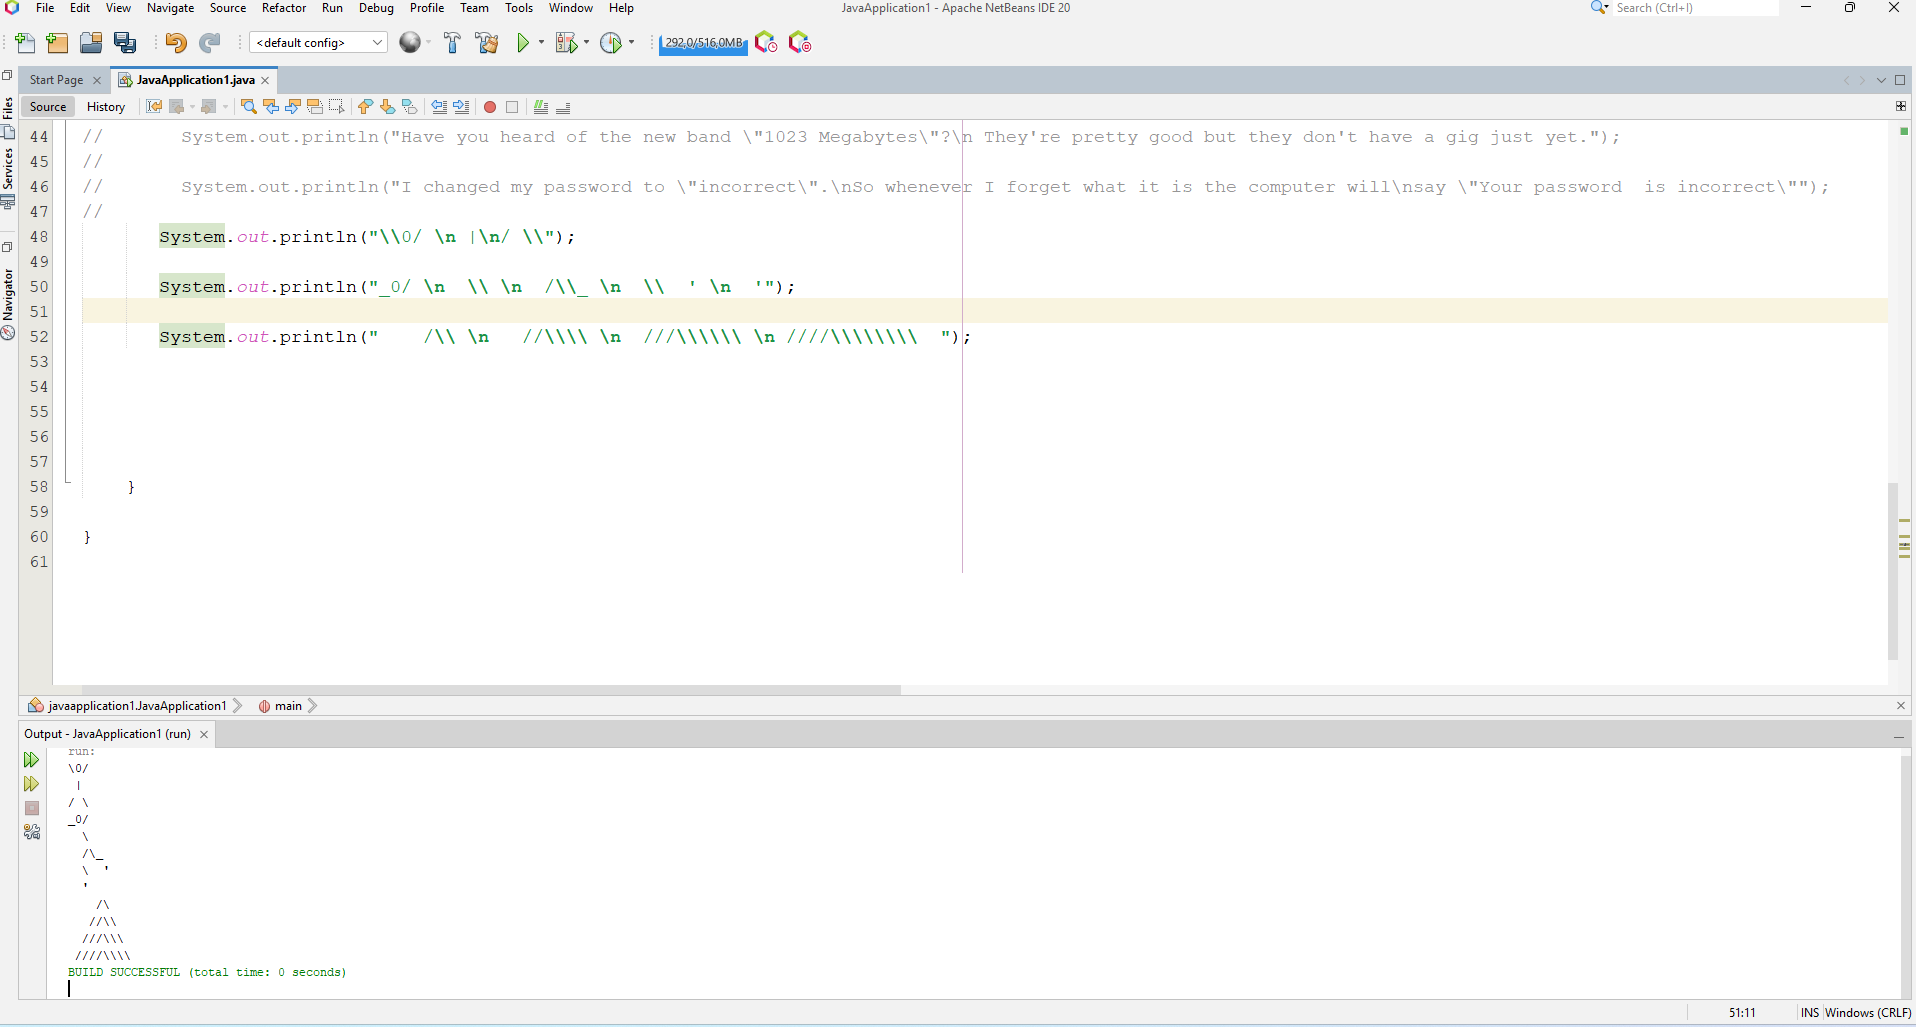 File Edit View Navigate Source Refactor Run Debug Profile Team Tools Window Help JavaApplication1 - Apache NetBeans IDE 20 Search (Ctrl+I)
<default config> 292,0/516,0MB
Start Page JavaApplication1.java
Source History
Files
Services
Navigator
44 //       System.out.println("Have you heard of the new band \"1023 Megabytes\"?\n They're pretty good but they don't have a gig just yet.");
45 //
46 //       System.out.println("I changed my password to \"incorrect\".\nSo whenever I forget what it is the computer will\nsay \"Your password  is incorrect\"");
47 //
48        System.out.println("\\0/ \n |\n/ \\");
49
50        System.out.println("_0/ \n  \\ \n  /\\_ \n  \\  ' \n  '");
51
52        System.out.println("    /\\ \n   //\\\\ \n  ///\\\\\\ \n ////\\\\\\\\  ");
53
54
55
56
57
58     }
59
60 }
61
javaapplication1.JavaApplication1 main
Output - JavaApplication1 (run)
run:
\0/
 |
/ \
_0/
  \
  /\_
  \  '
  '
    /\
   //\\
  ///\\\
 ////\\\\
BUILD SUCCESSFUL (total time: 0 seconds)
51:11 INS Windows (CRLF)